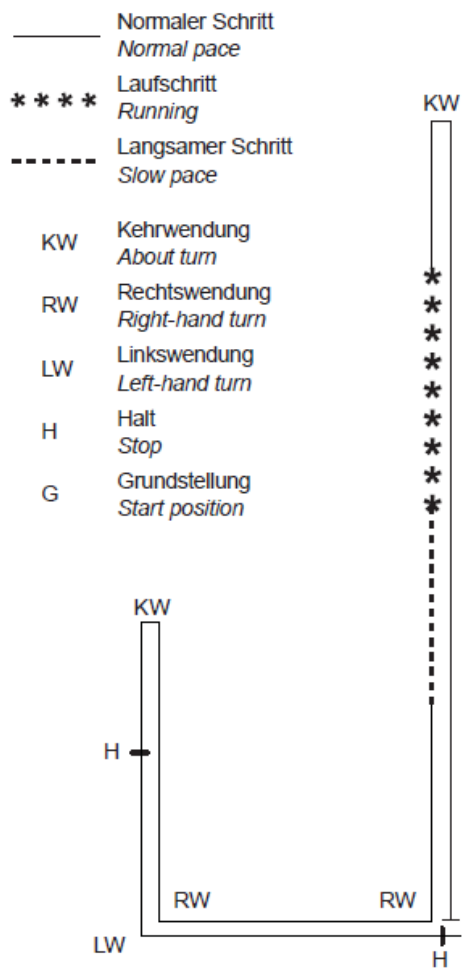 Normaler Schritt
Normal pace
Laufschritt
* * * * Running
Langsamer Schritt
Slow pace
KW Kehrwendung
About turn
RW Rechtswendung
Right-hand turn
LW Linkswendung
Left-hand turn
H Halt
Stop
G Grundstellung
Start position
KW
KW
H
RW RW
LW
H